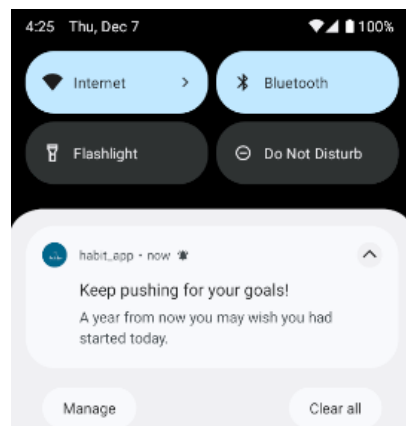 4:25 Thu, Dec 7 100%
Internet Bluetooth
Flashlight Do Not Disturb
habit_app • now
Keep pushing for your goals!
A year from now you may wish you had
started today.
Manage Clear all